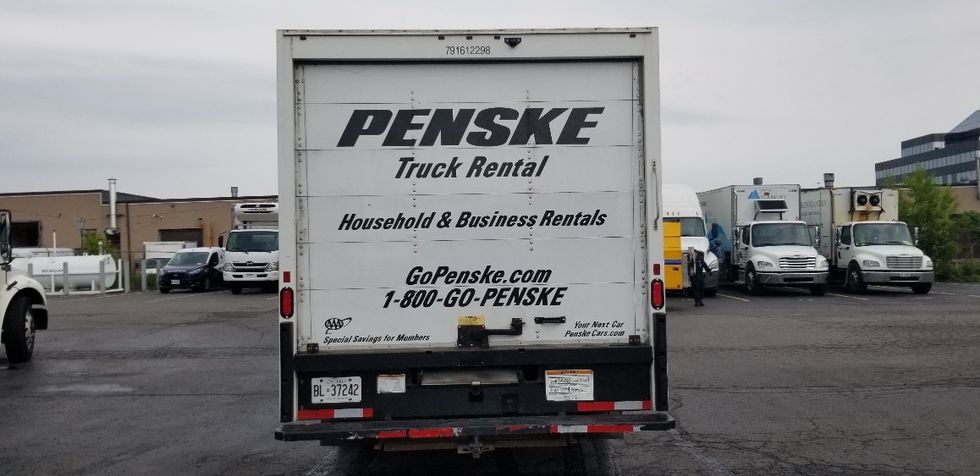 791612298
PENSKE
Truck Rental
Household & Business Rentals
GoPenske.com
1-800-GO-PENSKE
AAA
Special Savings for Members
Your Next Car
PenskeCars.com
BL·37242